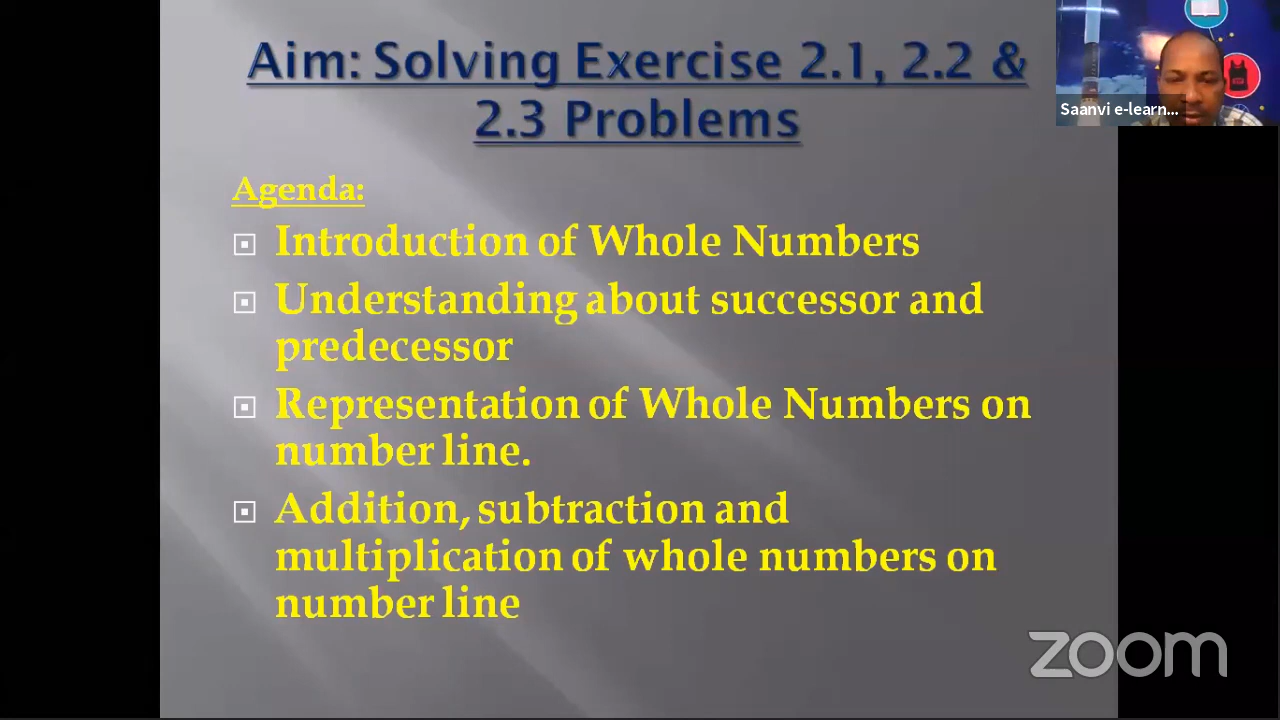 Aim: Solving Exercise 2.1, 2.2 &
2.3 Problems
Saanvi e-learn...
Agenda:
Introduction of Whole Numbers
Understanding about successor and
predecessor
Representation of Whole Numbers on
number line.
Addition, subtraction and
multiplication of whole numbers on
number line
zoom